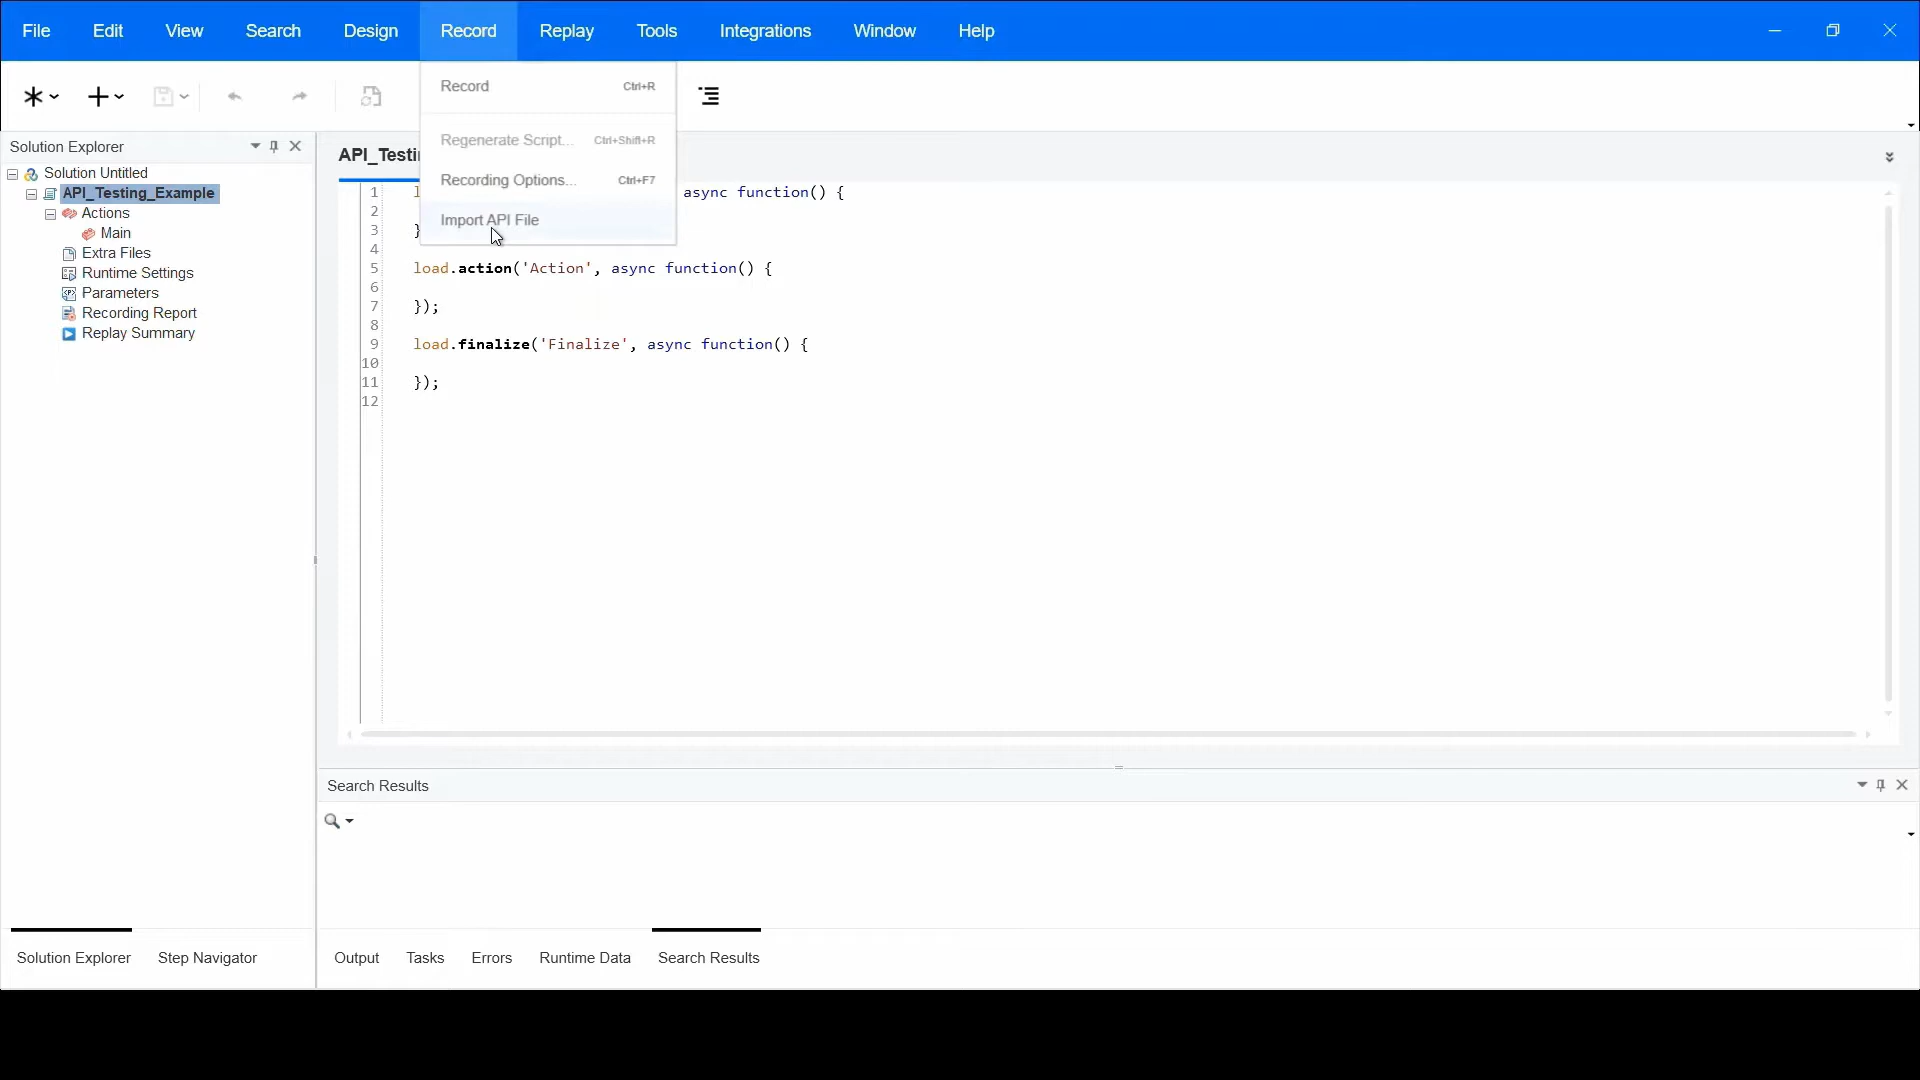 File Edit View Search Design Record Replay Tools Integrations Window Help
Record Ctrl+R
Regenerate Script... Ctrl+Shift+R
Recording Options... Ctrl+F7
Import API File
Solution Explorer
Solution Untitled
API_Testing_Example
Actions
Main
Extra Files
Runtime Settings
Parameters
Recording Report
Replay Summary
API_Testi
1 l async function() {
2
3 }
4
5 load.action('Action', async function() {
6
7 });
8
9 load.finalize('Finalize', async function() {
10
11 });
12
Search Results
Solution Explorer Step Navigator
Output Tasks Errors Runtime Data Search Results